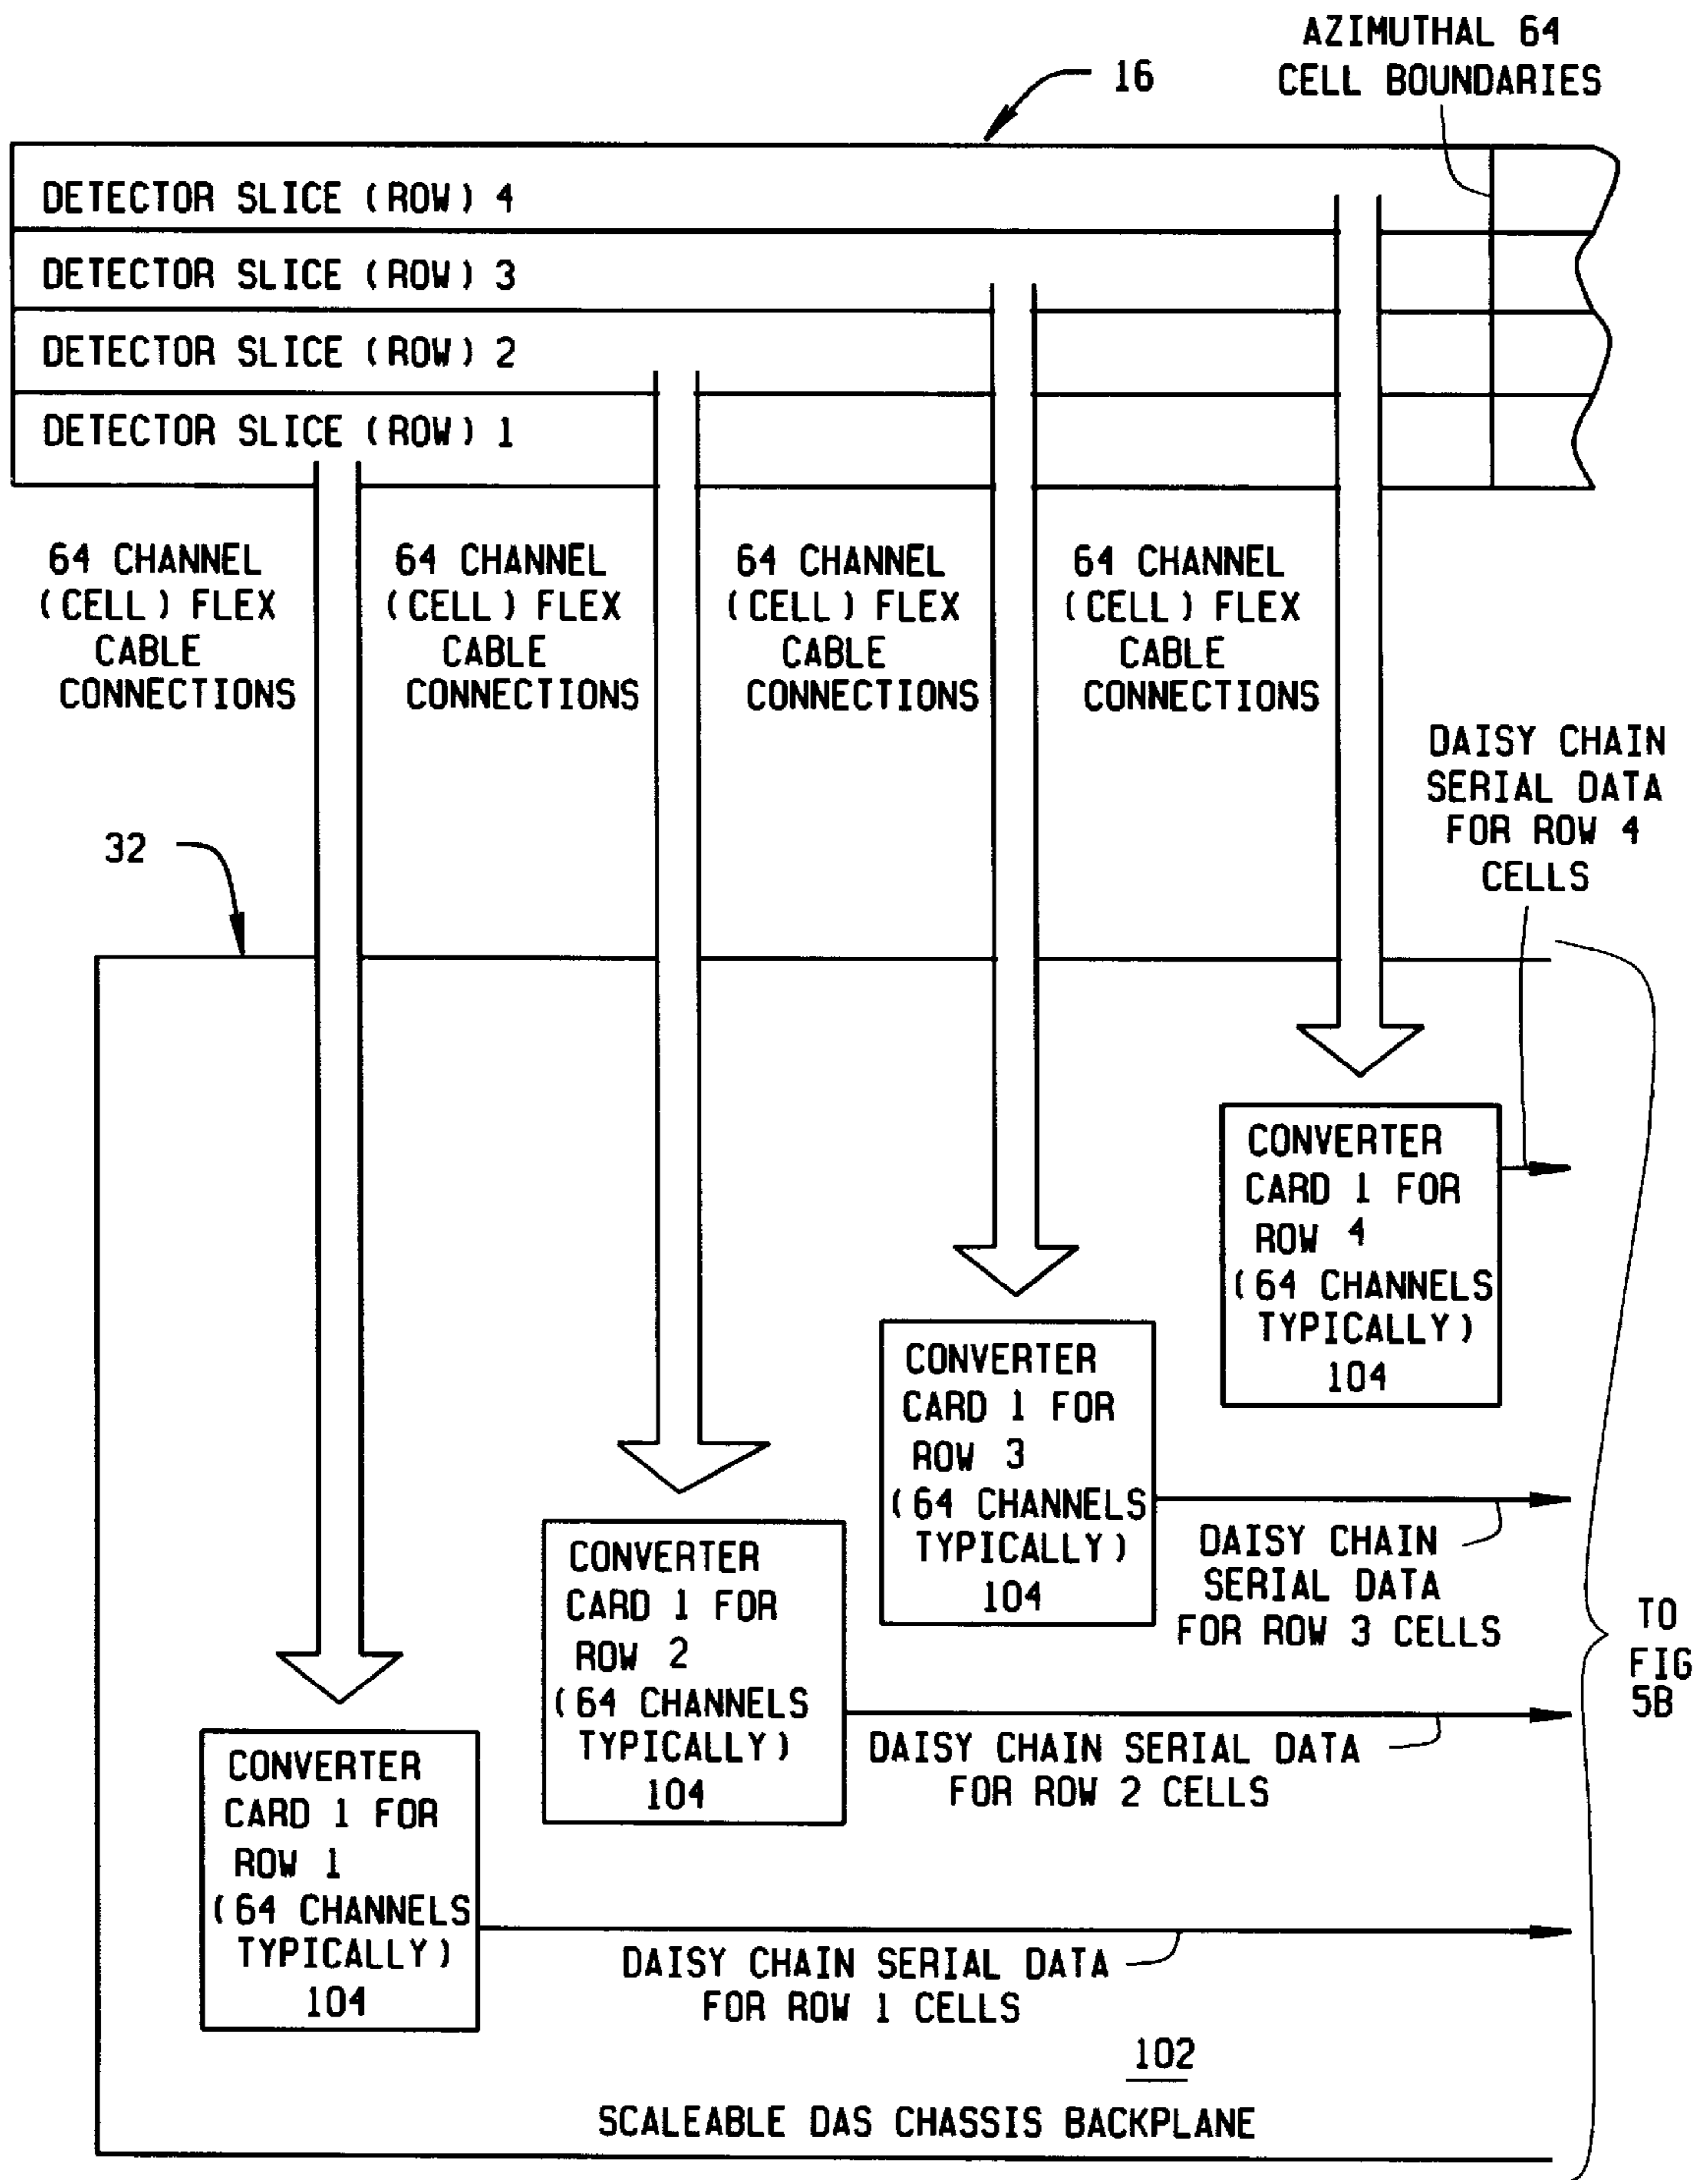 AZIMUTHAL 64
CELL BOUNDARIES
16
DETECTOR SLICE (ROW) 4
DETECTOR SLICE (ROW) 3
DETECTOR SLICE (ROW) 2
DETECTOR SLICE (ROW) 1
64 CHANNEL
(CELL) FLEX
CABLE
CONNECTIONS
64 CHANNEL
(CELL) FLEX
CABLE
CONNECTIONS
64 CHANNEL
(CELL) FLEX
CABLE
CONNECTIONS
64 CHANNEL
(CELL) FLEX
CABLE
CONNECTIONS
DAISY CHAIN
SERIAL DATA
FOR ROW 4
CELLS
32
CONVERTER
CARD 1 FOR
ROW 4
(64 CHANNELS
TYPICALLY)
104
CONVERTER
CARD 1 FOR
ROW 3
(64 CHANNELS
TYPICALLY)
104
DAISY CHAIN
SERIAL DATA
FOR ROW 3 CELLS
CONVERTER
CARD 1 FOR
ROW 2
(64 CHANNELS
TYPICALLY)
104
DAISY CHAIN SERIAL DATA
FOR ROW 2 CELLS
CONVERTER
CARD 1 FOR
ROW 1
(64 CHANNELS
TYPICALLY)
104
DAISY CHAIN SERIAL DATA
FOR ROW 1 CELLS
TO
FIG
5B
102
SCALEABLE DAS CHASSIS BACKPLANE